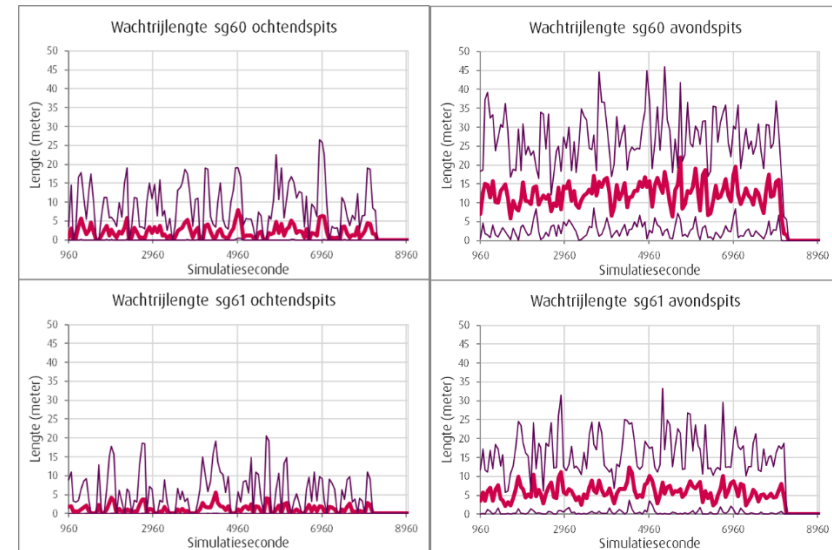 Wachtrijlengte sg60 ochtendspits
50
45
40
35
30
25
20
15
10
5
0
Lengte (meter)
960 2960 4960 6960 8960
Simulatieseconde
Wachtrijlengte sg60 avondspits
50
45
40
35
30
25
20
15
10
5
0
Lengte (meter)
960 2960 4960 6960 8960
Simulatieseconde
Wachtrijlengte sg61 ochtendspits
50
45
40
35
30
25
20
15
10
5
0
Lengte (meter)
960 2960 4960 6960 8960
Simulatieseconde
Wachtrijlengte sg61 avondspits
50
45
40
35
30
25
20
15
10
5
0
Lengte (meter)
960 2960 4960 6960 8960
Simulatieseconde